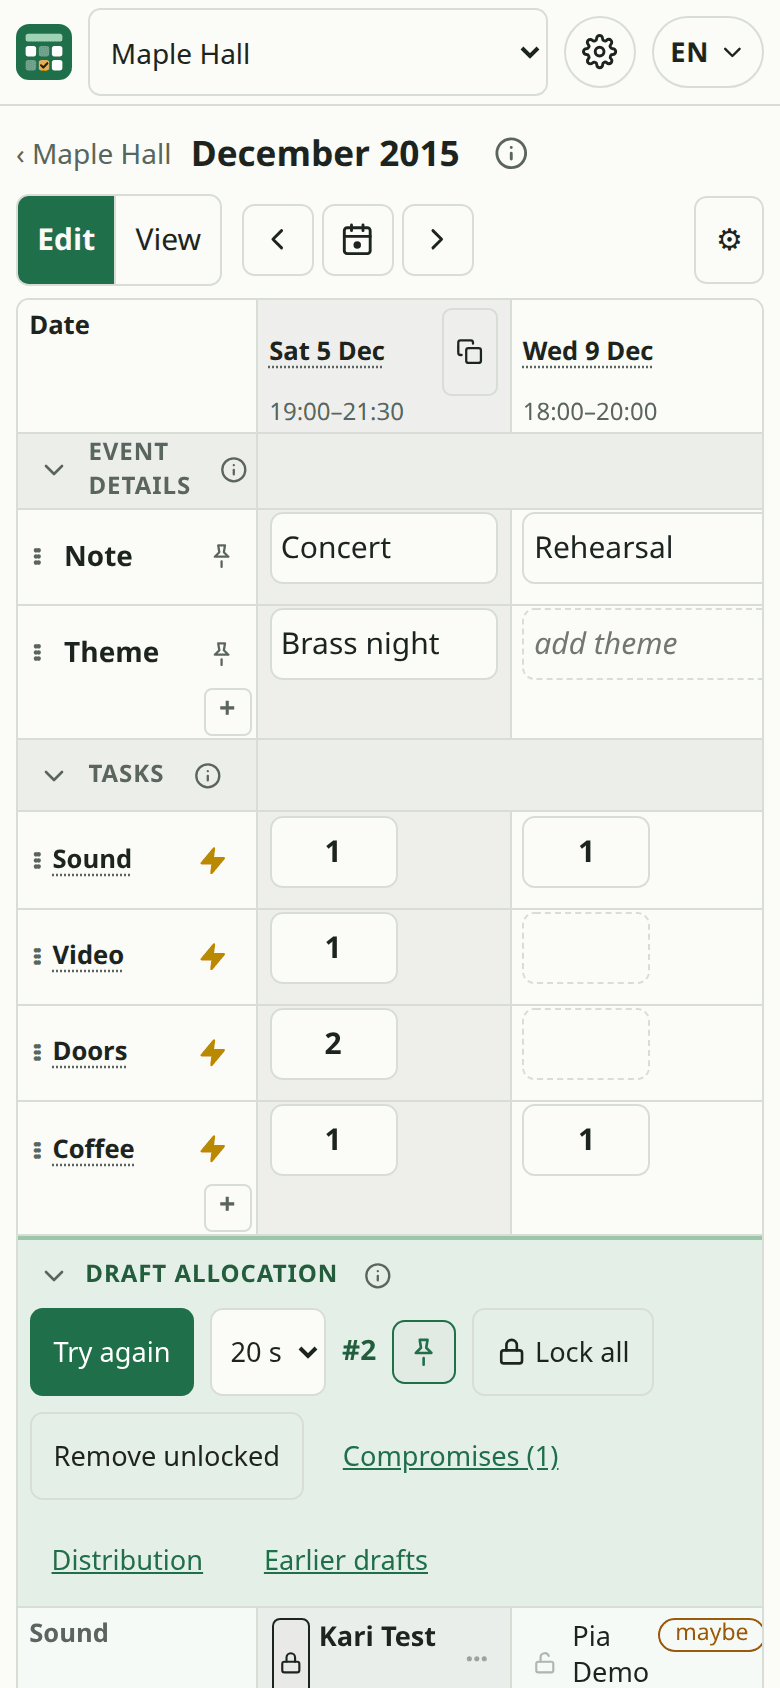 Maple Hall
EN
‹ Maple Hall December 2015
Edit View
Date
Sat 5 Dec
19:00–21:30
Wed 9 Dec
18:00–20:00
EVENT
DETAILS
Note
Concert
Rehearsal
Theme
Brass night
add theme
+
TASKS
Sound
1
1
Video
1
Doors
2
Coffee
1
1
+
DRAFT ALLOCATION
Try again
20 s
#2
Lock all
Remove unlocked
Compromises (1)
Distribution
Earlier drafts
Sound
Kari Test
Pia
Demo
maybe